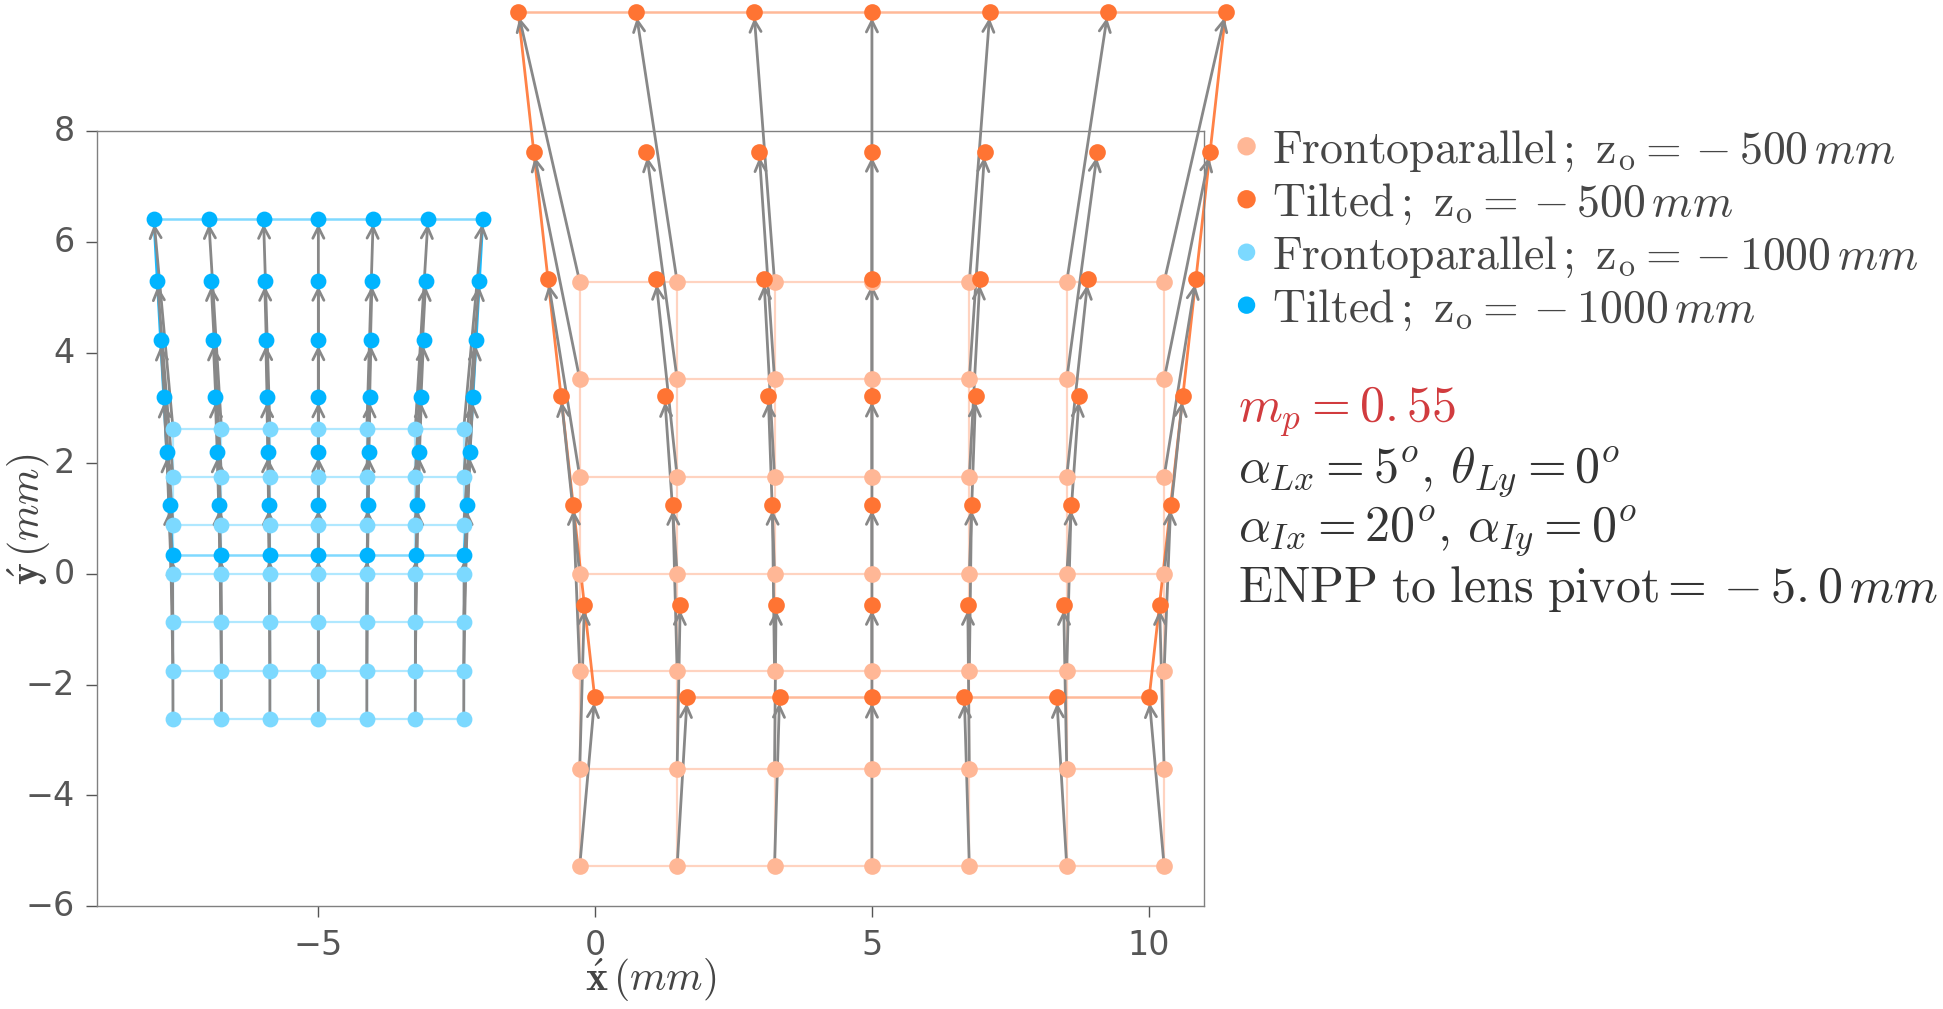 8
6
4
2
0
−2
−4
−6
−5
0
5
10
x́ (mm)
ý (mm)
Frontoparallel; z₀ = − 500 mm
Tilted; z₀ = − 500 mm
Frontoparallel; z₀ = − 1000 mm
Tilted; z₀ = − 1000 mm
mₚ = 0.55
α_Lx = 5°, θ_Ly = 0°
α_Ix = 20°, α_Iy = 0°
ENPP to lens pivot = − 5.0 mm